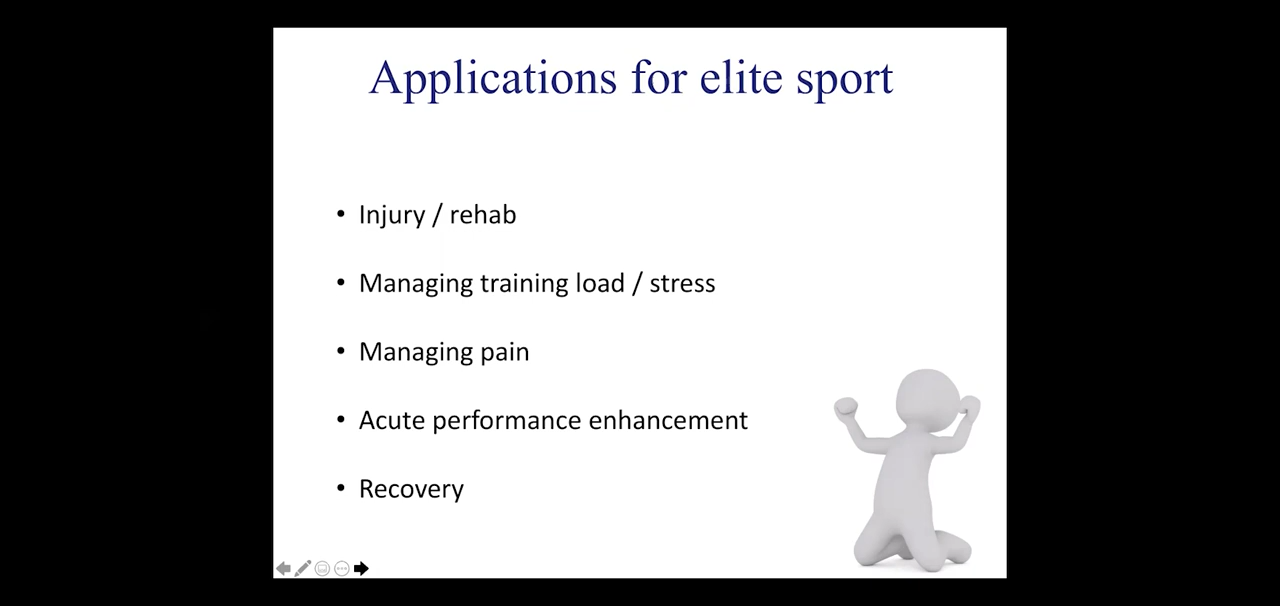 Applications for elite sport
• Injury / rehab
• Managing training load / stress
• Managing pain
• Acute performance enhancement
• Recovery